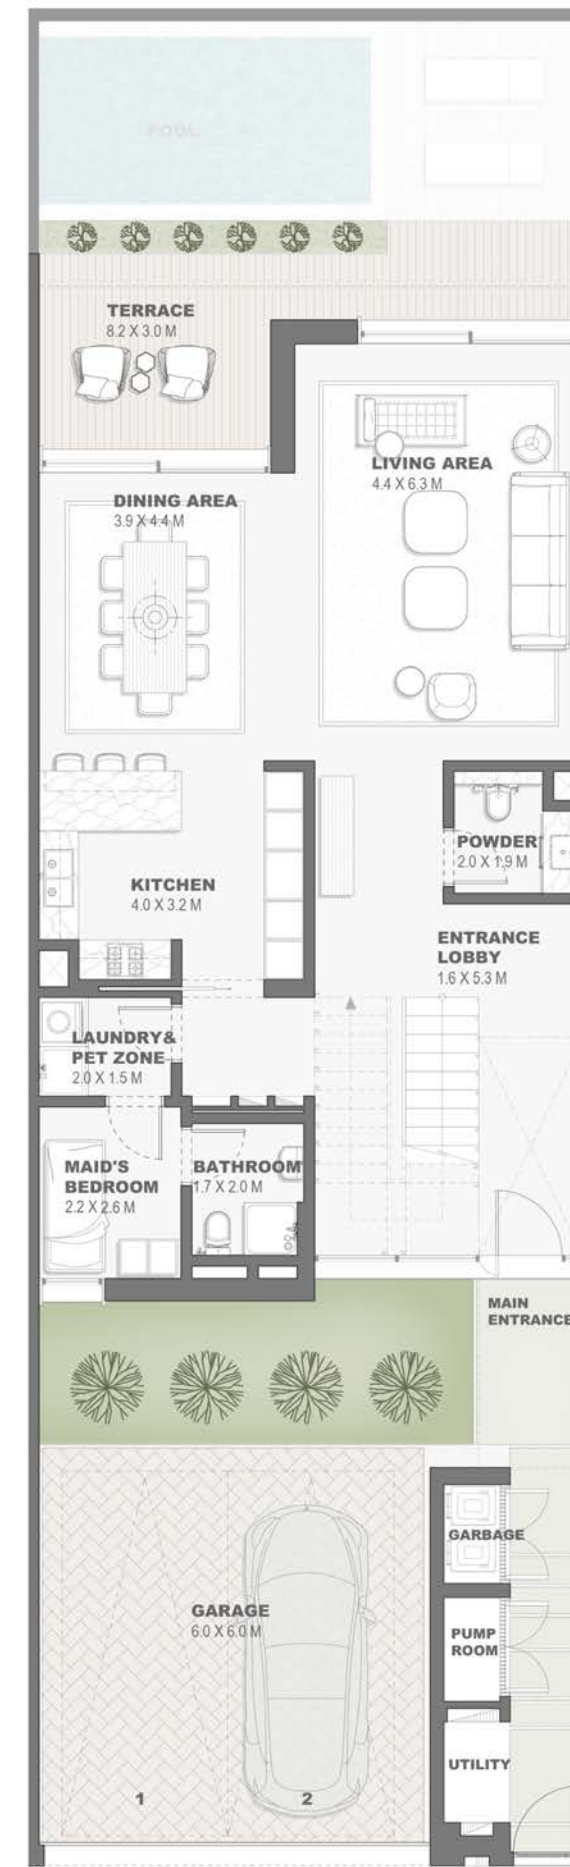 POOL
TERRACE
8.2 X 3.0 M
LIVING AREA
4.4 X 6.3 M
DINING AREA
3.9 X 4.4 M
POWDER
2.0 X 1.9 M
KITCHEN
4.0 X 3.2 M
ENTRANCE
LOBBY
1.6 X 5.3 M
LAUNDRY&
PET ZONE
2.0 X 1.5 M
MAID'S
BEDROOM
2.2 X 2.6 M
BATHROOM
1.7 X 2.0 M
MAIN
ENTRANCE
GARBAGE
GARAGE
6.0 X 6.0 M
PUMP
ROOM
UTILITY
1
2